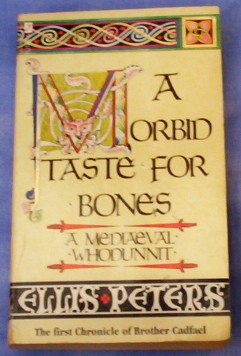 A
MORBID
TASTE FOR
BONES
A MEDIAEVAL
WHODUNNIT
ELLIS PETERS
The first Chronicle of Brother Cadfael